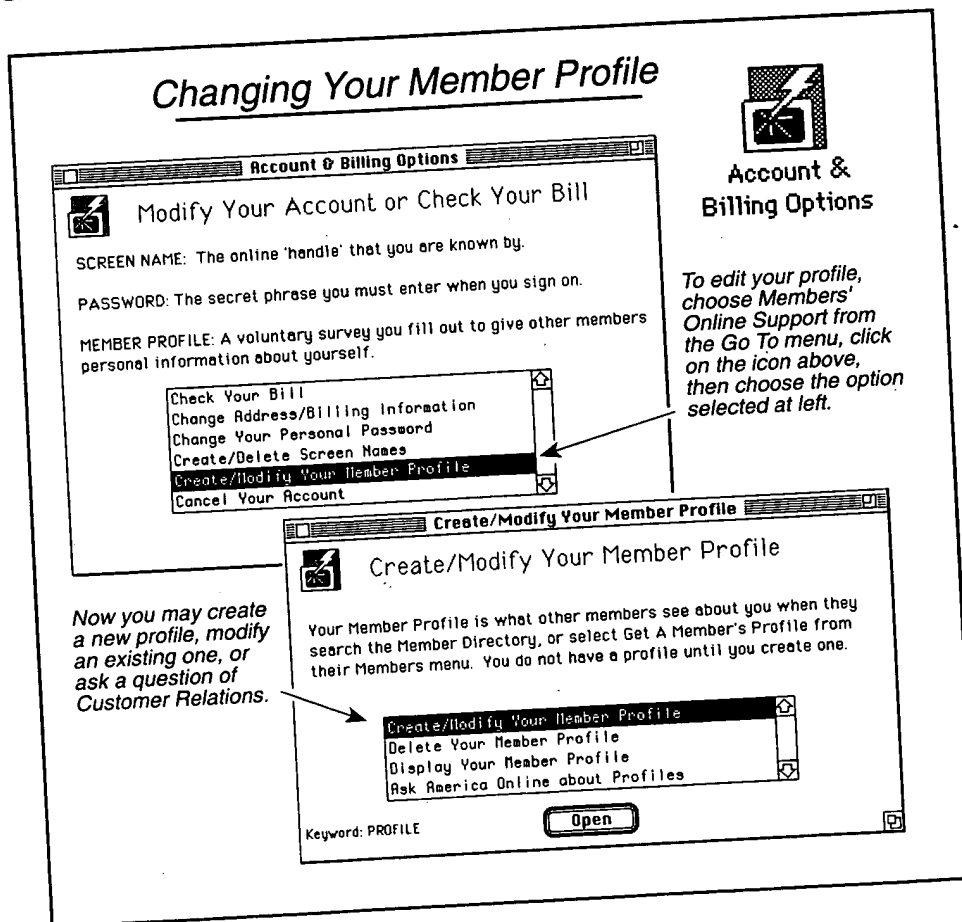 Changing Your Member Profile
Account & Billing Options
Modify Your Account or Check Your Bill
SCREEN NAME: The online 'handle' that you are known by.
PASSWORD: The secret phrase you must enter when you sign on.
MEMBER PROFILE: A voluntary survey you fill out to give other members
personal information about yourself.
Check Your Bill
Change Address/Billing Information
Change Your Personal Password
Create/Delete Screen Names
Create/Modify Your Member Profile
Cancel Your Account
Account &
Billing Options
To edit your profile,
choose Members'
Online Support from
the Go To menu, click
on the icon above,
then choose the option
selected at left.
Now you may create
a new profile, modify
an existing one, or
ask a question of
Customer Relations.
Create/Modify Your Member Profile
Create/Modify Your Member Profile
Your Member Profile is what other members see about you when they
search the Member Directory, or select Get A Member's Profile from
their Members menu. You do not have a profile until you create one.
Create/Modify Your Member Profile
Delete Your Member Profile
Display Your Member Profile
Ask America Online about Profiles
Keyword: PROFILE
Open